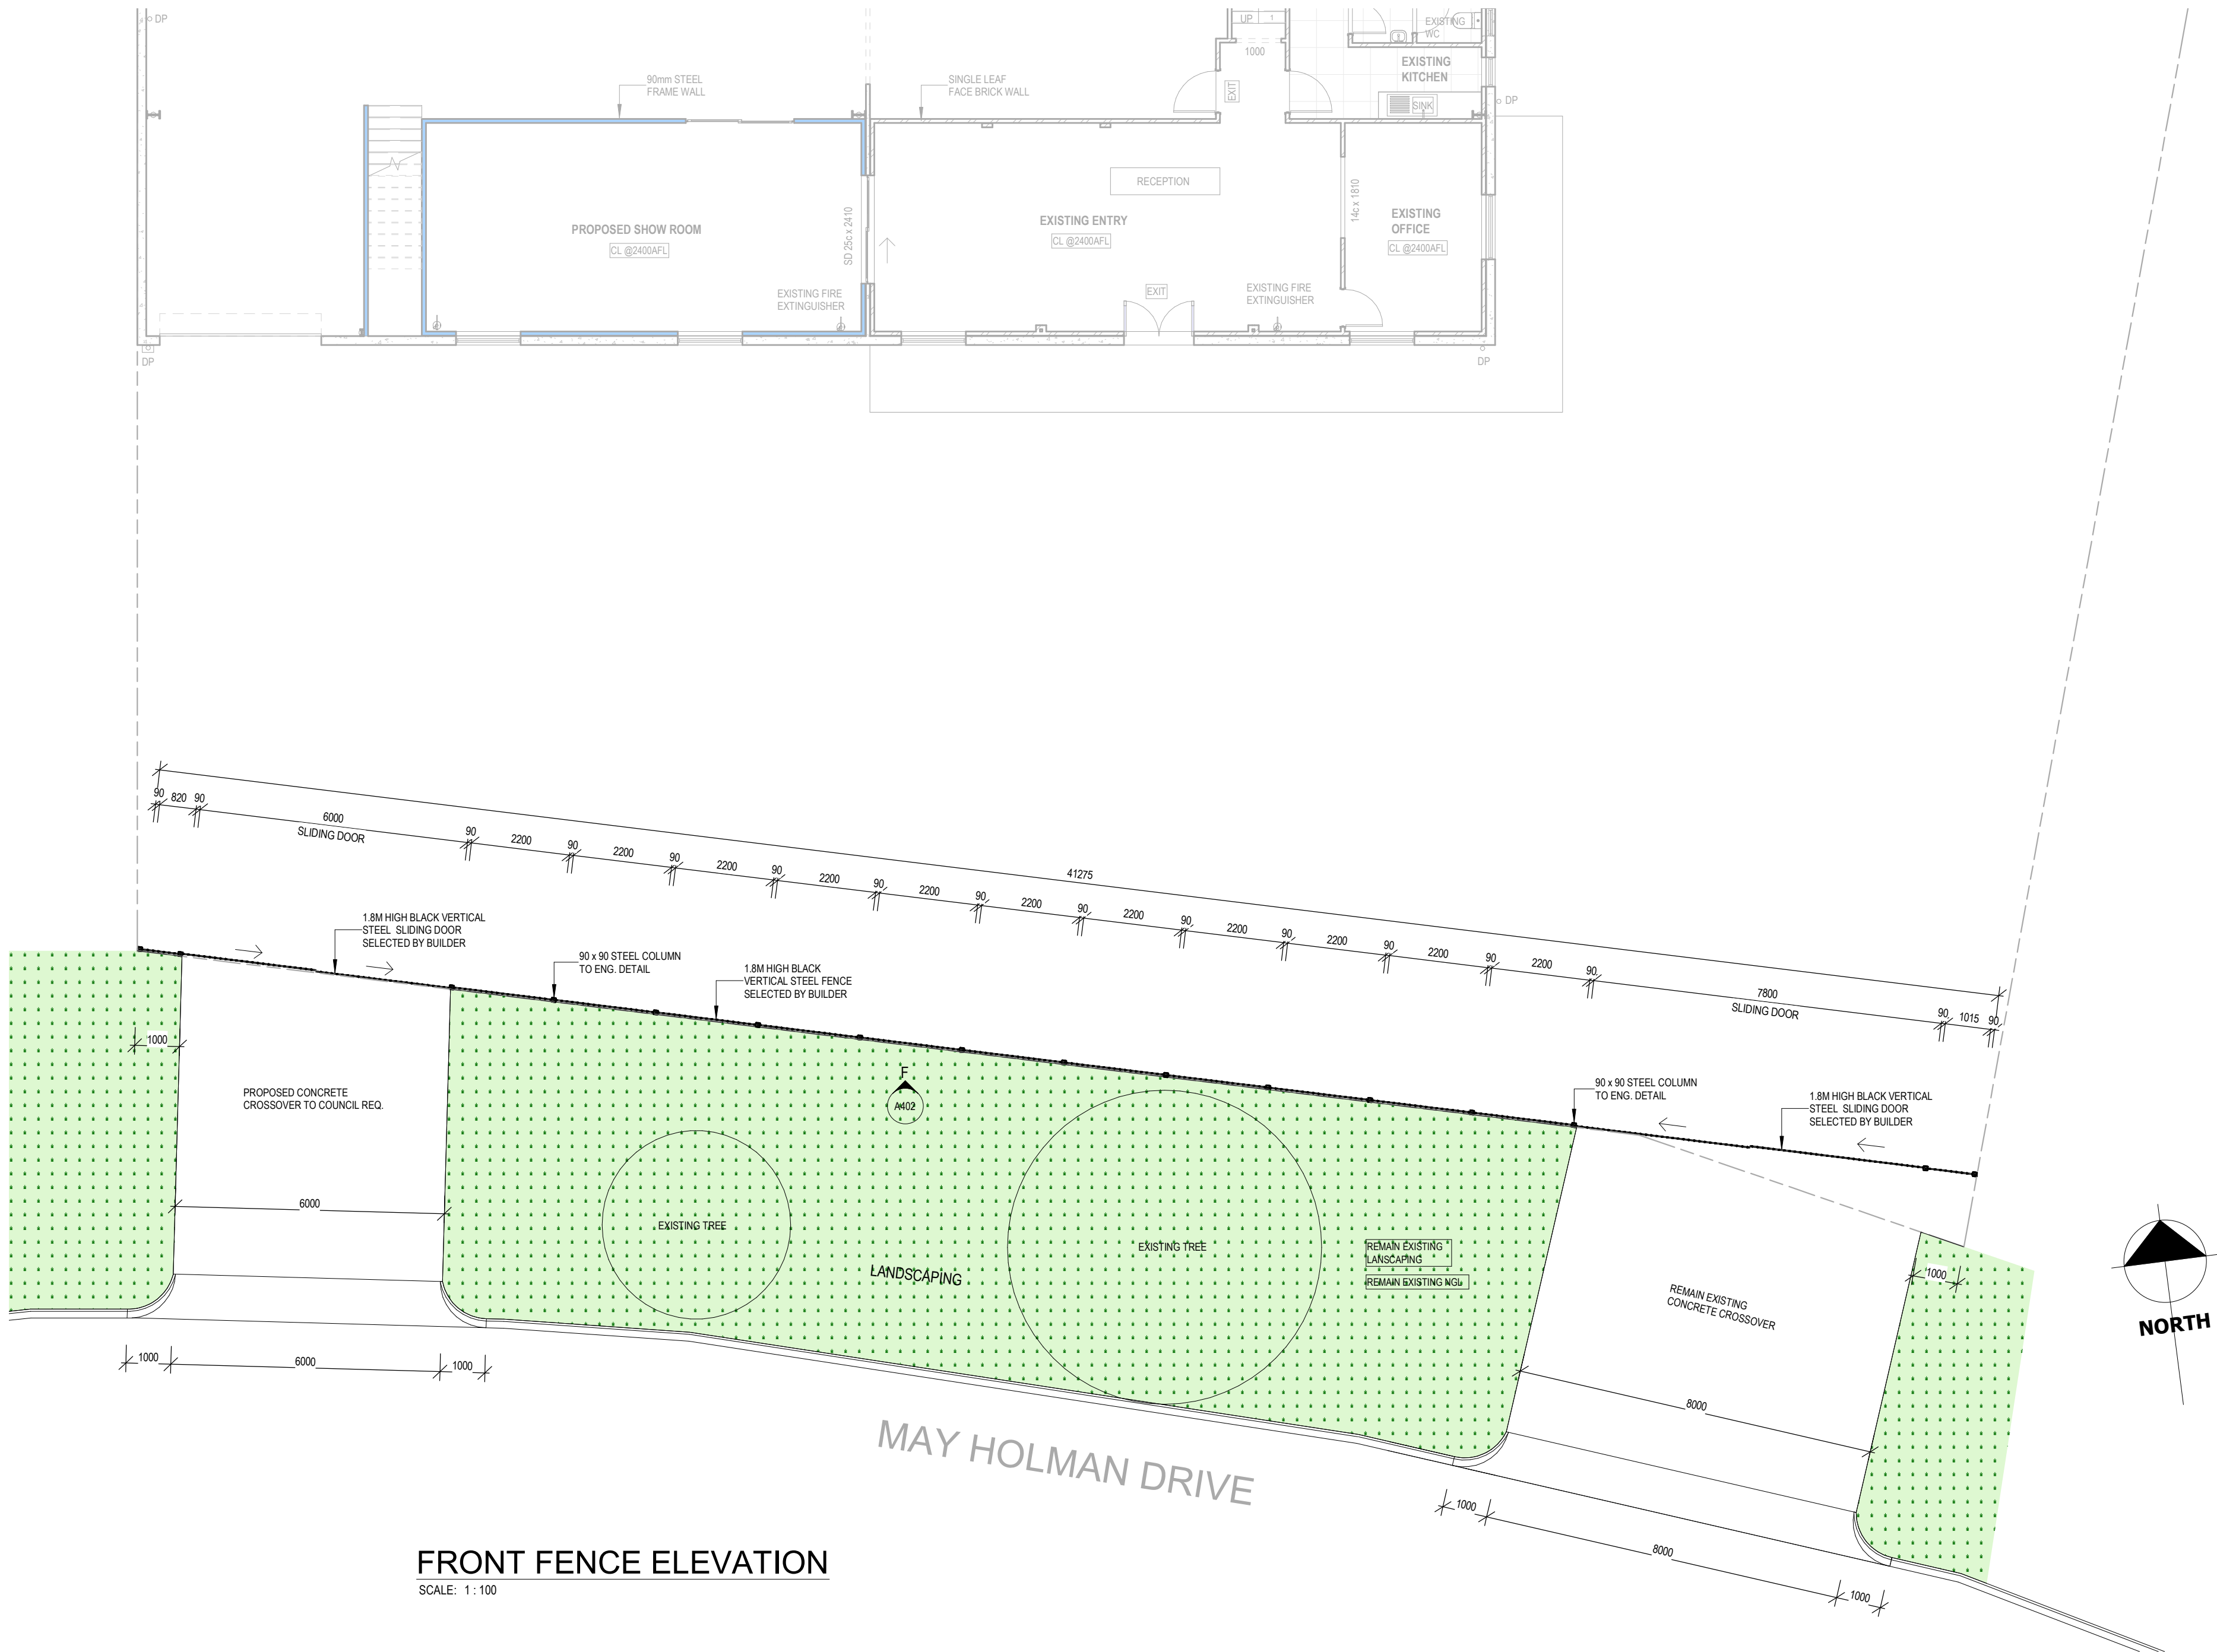 DP
UP 1
EXISTING
WC
1000
90mm STEEL
FRAME WALL
SINGLE LEAF
FACE BRICK WALL
EXIT
EXISTING
KITCHEN
SINK
DP
RECEPTION
14c x 1810
PROPOSED SHOW ROOM
CL @2400AFL
SD 25c x 2410
EXISTING ENTRY
CL @2400AFL
EXISTING
OFFICE
CL @2400AFL
EXISTING FIRE
EXTINGUISHER
EXIT
EXISTING FIRE
EXTINGUISHER
DP
DP
41275
90 820 90 6000 90 2200 90 2200 90 2200 90 2200 90 2200 90 2200 90 2200 90 2200 90 2200 90 2200 90 2200 90 7800 90 1015 90
SLIDING DOOR
SLIDING DOOR
1.8M HIGH BLACK VERTICAL
STEEL SLIDING DOOR
SELECTED BY BUILDER
90 x 90 STEEL COLUMN
TO ENG. DETAIL
1.8M HIGH BLACK
VERTICAL STEEL FENCE
SELECTED BY BUILDER
1000
PROPOSED CONCRETE
CROSSOVER TO COUNCIL REQ.
F
A402
90 x 90 STEEL COLUMN
TO ENG. DETAIL
1.8M HIGH BLACK VERTICAL
STEEL SLIDING DOOR
SELECTED BY BUILDER
6000
EXISTING TREE
EXISTING TREE
LANDSCAPING
REMAIN EXISTING
LANSCAPING
REMAIN EXISTING NGL
1000
REMAIN EXISTING
CONCRETE CROSSOVER
NORTH
1000 6000 1000
8000
MAY HOLMAN DRIVE
1000 8000 1000
FRONT FENCE ELEVATION
SCALE: 1 : 100